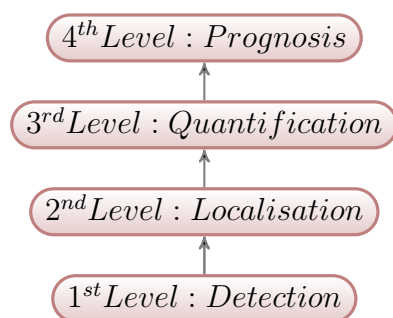 4th Level : Prognosis
3rd Level : Quantification
2nd Level : Localisation
1st Level : Detection